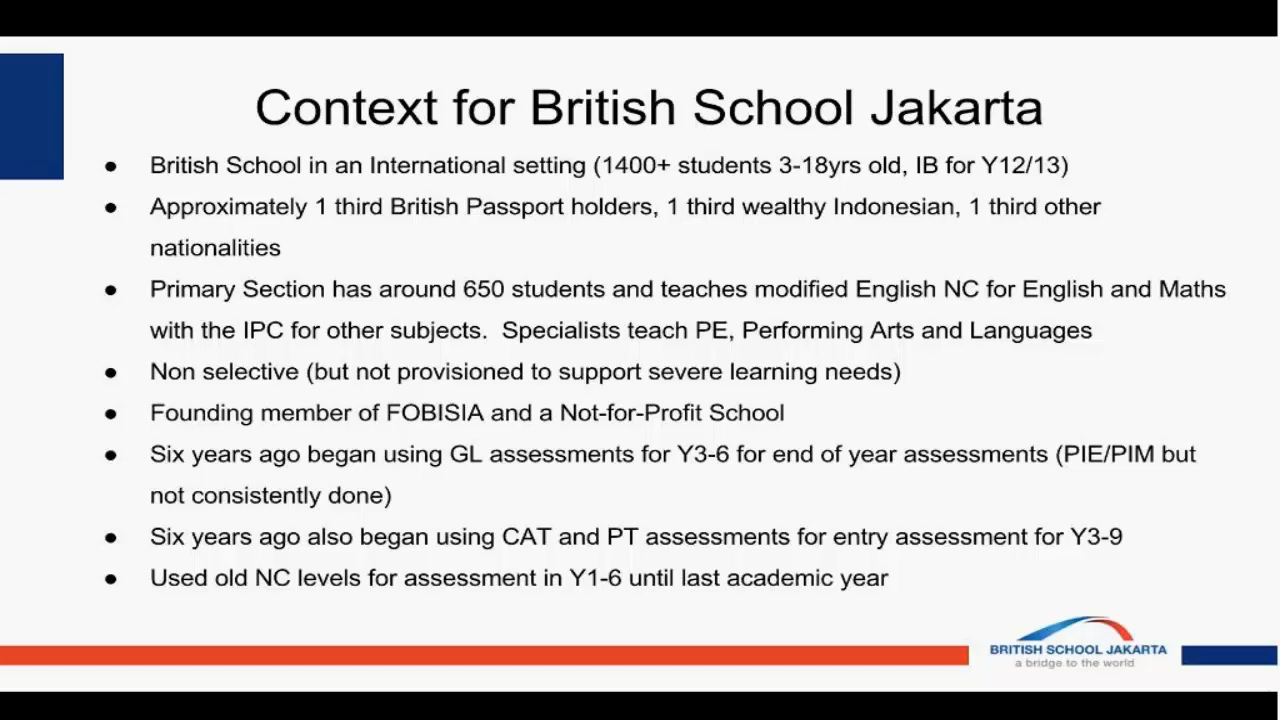 Context for British School Jakarta
● British School in an International setting (1400+ students 3-18yrs old, IB for Y12/13)
● Approximately 1 third British Passport holders, 1 third wealthy Indonesian, 1 third other
nationalities
● Primary Section has around 650 students and teaches modified English NC for English and Maths
with the IPC for other subjects.  Specialists teach PE, Performing Arts and Languages
● Non selective (but not provisioned to support severe learning needs)
● Founding member of FOBISIA and a Not-for-Profit School
● Six years ago began using GL assessments for Y3-6 for end of year assessments (PIE/PIM but
not consistently done)
● Six years ago also began using CAT and PT assessments for entry assessment for Y3-9
● Used old NC levels for assessment in Y1-6 until last academic year
BRITISH SCHOOL JAKARTA
a bridge to the world